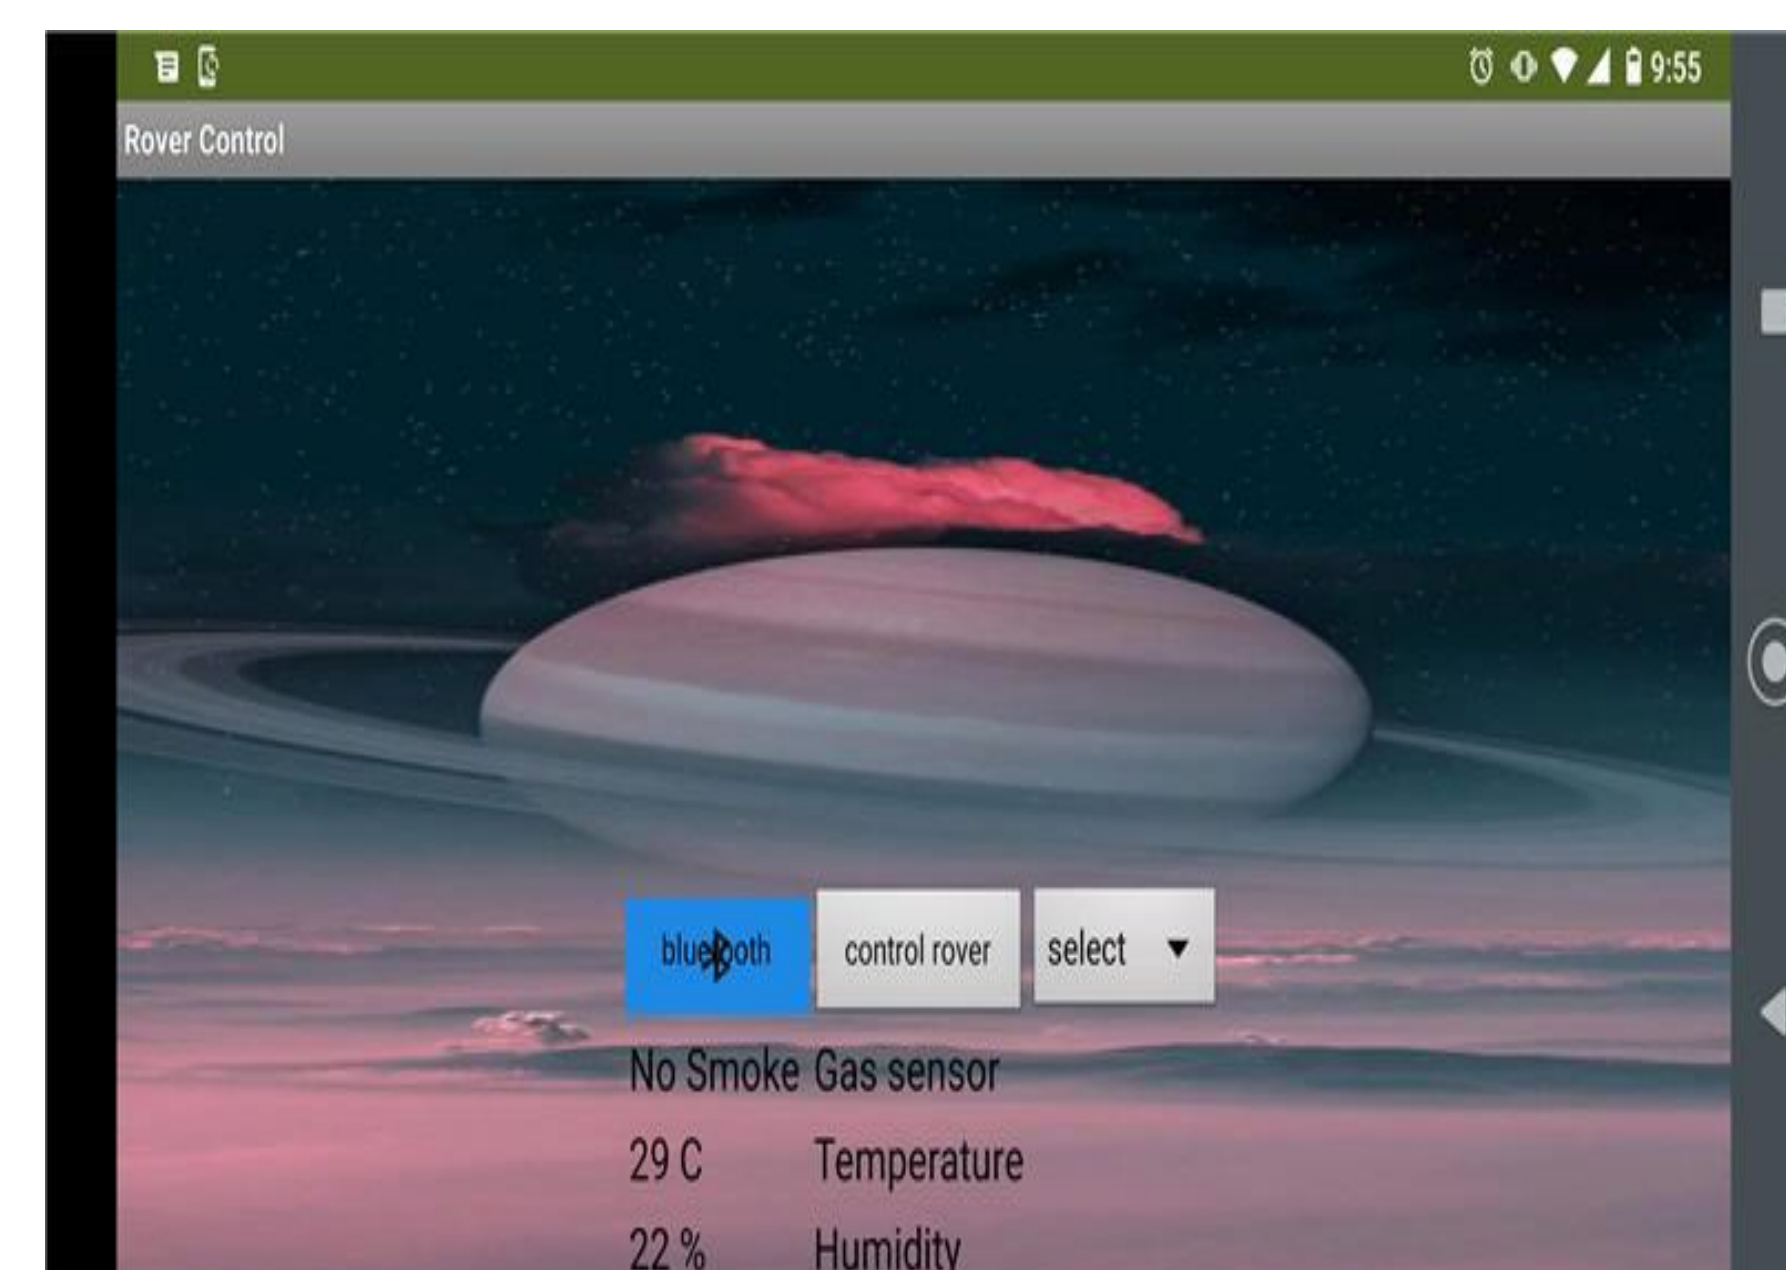 9:55
Rover Control
bluetooth control rover select
No Smoke Gas sensor
29 C Temperature
22 % Humidity